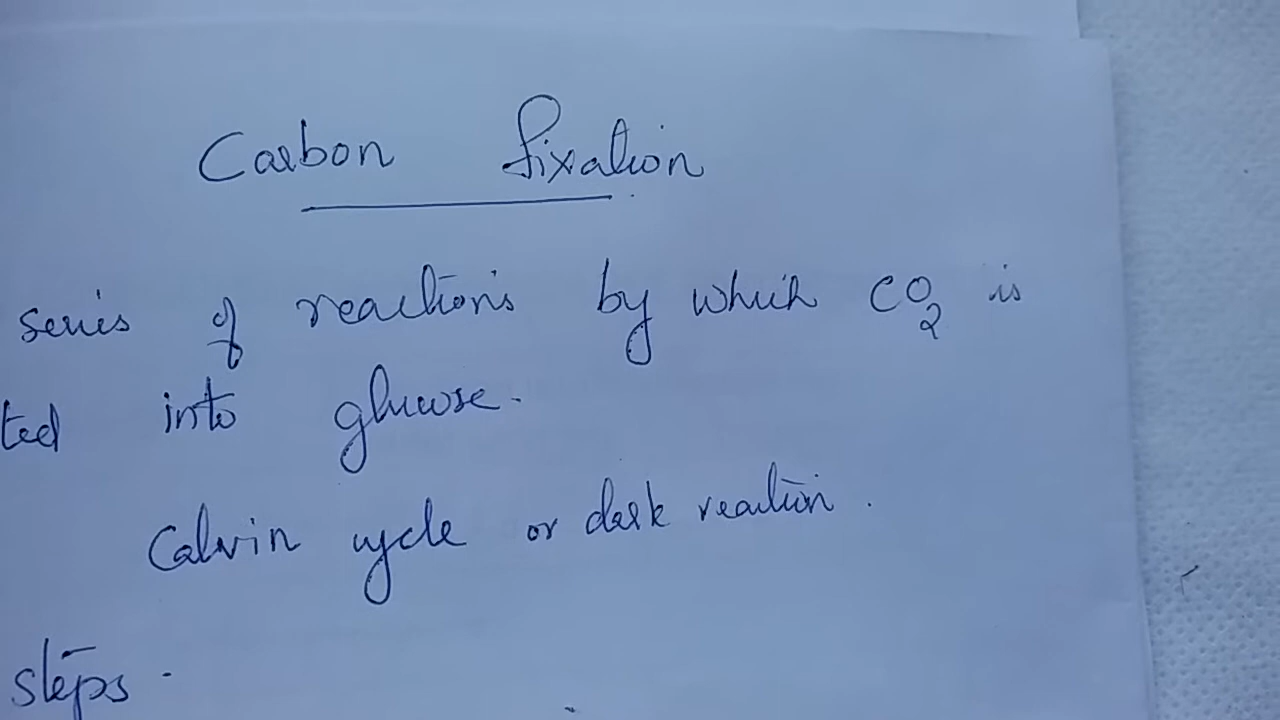 Carbon fixation
series of reactions by which CO2 is
ted into glucose.
Calvin cycle or dark reaction.
steps.